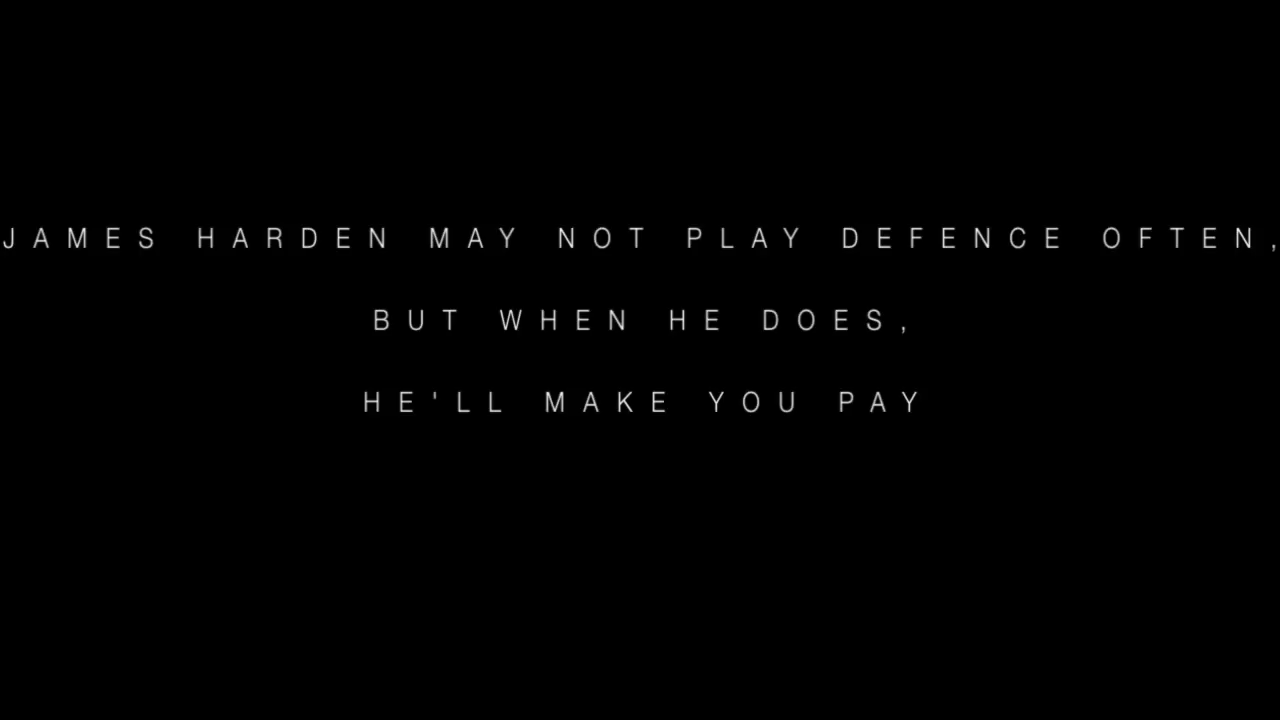 JAMES HARDEN MAY NOT PLAY DEFENCE OFTEN,
BUT WHEN HE DOES,
HE'LL MAKE YOU PAY